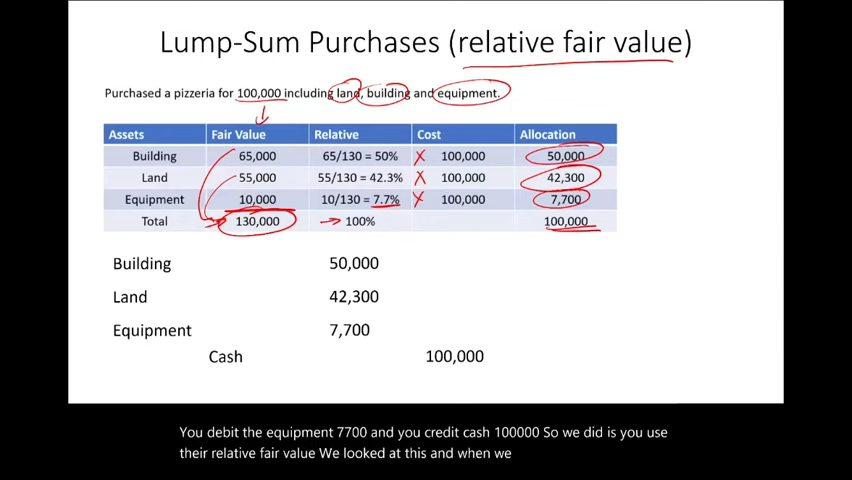 Lump-Sum Purchases (relative fair value)
Purchased a pizzeria for 100,000 including land, building and equipment.
Assets Fair Value Relative Cost Allocation
Building 65,000 65/130 = 50% X 100,000 50,000
Land 55,000 55/130 = 42.3% X 100,000 42,300
Equipment 10,000 10/130 = 7.7% X 100,000 7,700
Total 130,000 100% 100,000
Building 50,000
Land 42,300
Equipment 7,700
Cash 100,000
You debit the equipment 7700 and you credit cash 100000 So we did is you use
their relative fair value We looked at this and when we